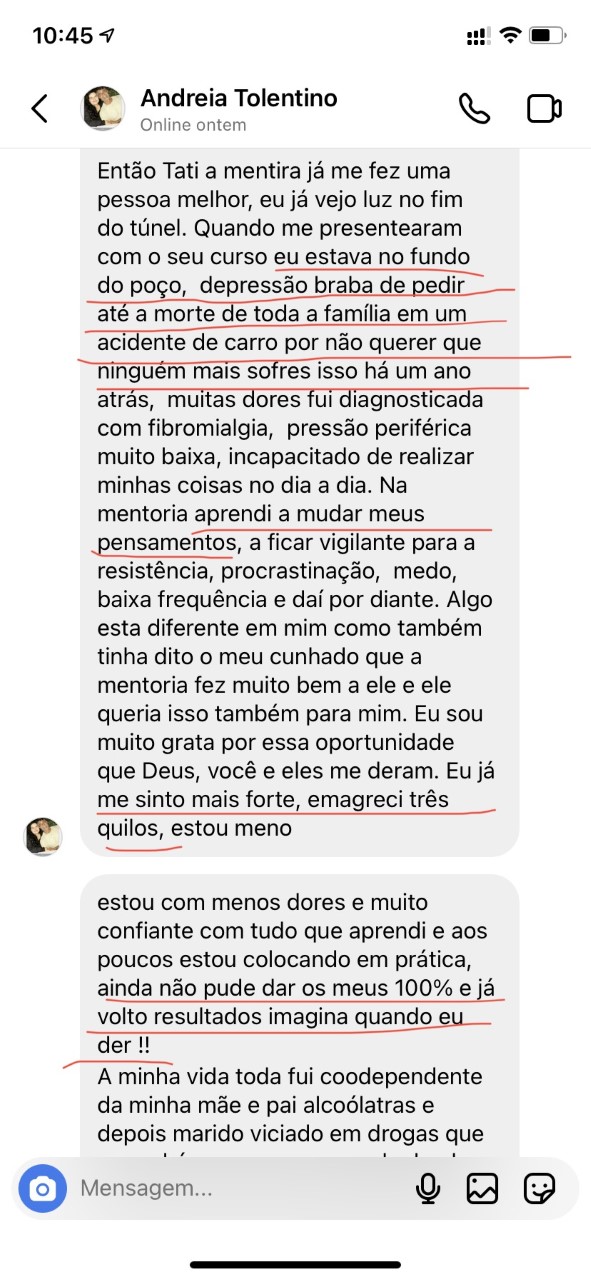 10:45
Andreia Tolentino
Online ontem
Então Tati a mentira já me fez uma
pessoa melhor, eu já vejo luz no fim
do túnel. Quando me presentearam
com o seu curso eu estava no fundo
do poço,  depressão braba de pedir
até a morte de toda a família em um
acidente de carro por não querer que
ninguém mais sofres isso há um ano
atrás,  muitas dores fui diagnosticada
com fibromialgia,  pressão periférica
muito baixa, incapacitado de realizar
minhas coisas no dia a dia. Na
mentoria aprendi a mudar meus
pensamentos, a ficar vigilante para a
resistência, procrastinação,  medo,
baixa frequência e daí por diante. Algo
esta diferente em mim como também
tinha dito o meu cunhado que a
mentoria fez muito bem a ele e ele
queria isso também para mim. Eu sou
muito grata por essa oportunidade
que Deus, você e eles me deram. Eu já
me sinto mais forte, emagreci três
quilos, estou meno
estou com menos dores e muito
confiante com tudo que aprendi e aos
poucos estou colocando em prática,
ainda não pude dar os meus 100% e já
volto resultados imagina quando eu
der !!
A minha vida toda fui coodependente
da minha mãe e pai alcoólatras e
depois marido viciado em drogas que
Mensagem...